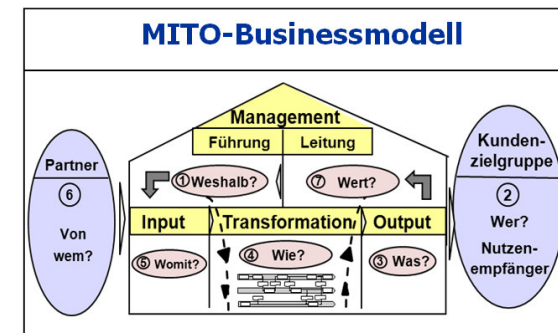 MITO-Businessmodell
Management
Führung Leitung
Partner
⑥
Von
wem?
①Weshalb?
⑦ Wert?
Input Transformation Output
⑤ Womit?
④ Wie?
③ Was?
Kunden-
zielgruppe
②
Wer?
Nutzen-
empfänger